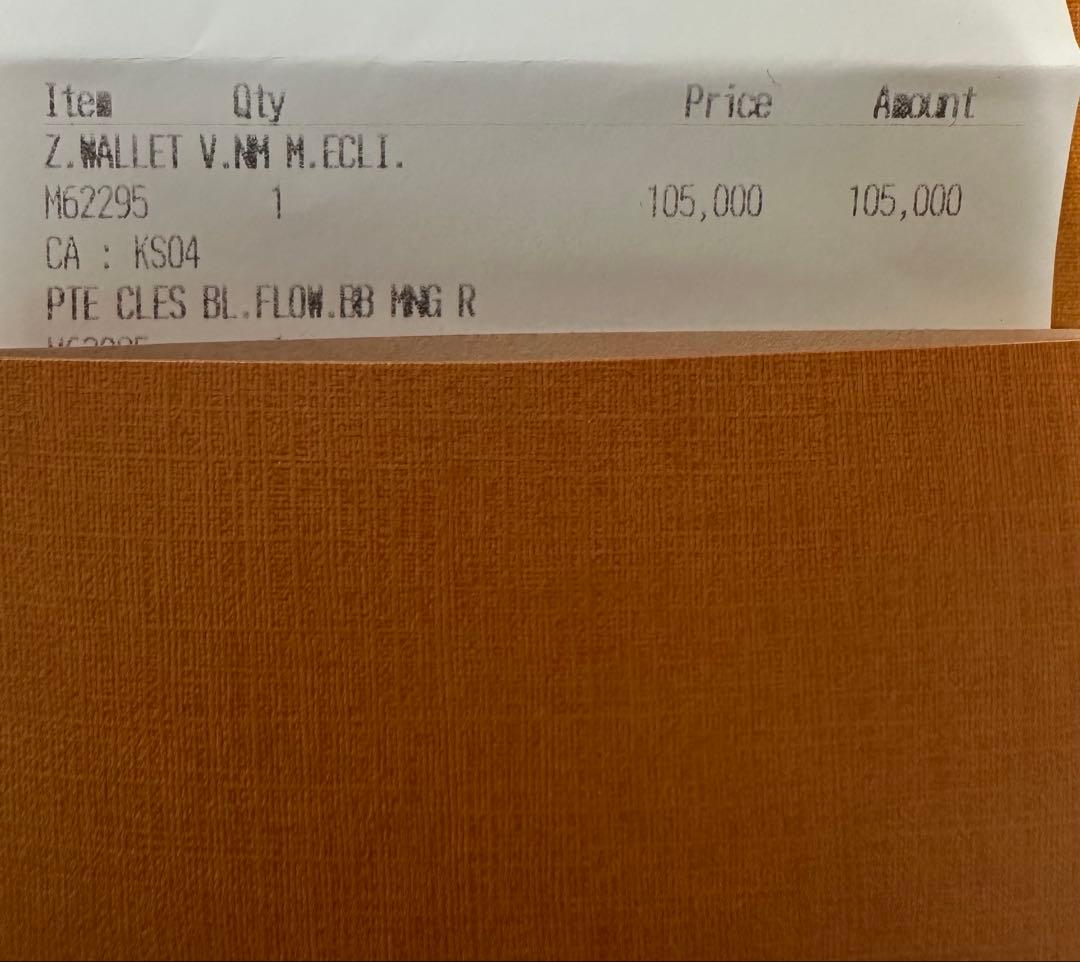 Item Qty Price Amount
Z.WALLET V.NM M.ECLI.
M62295 1 105,000 105,000
CA : KS04
PTE CLES BL.FLOW.BB MNG R